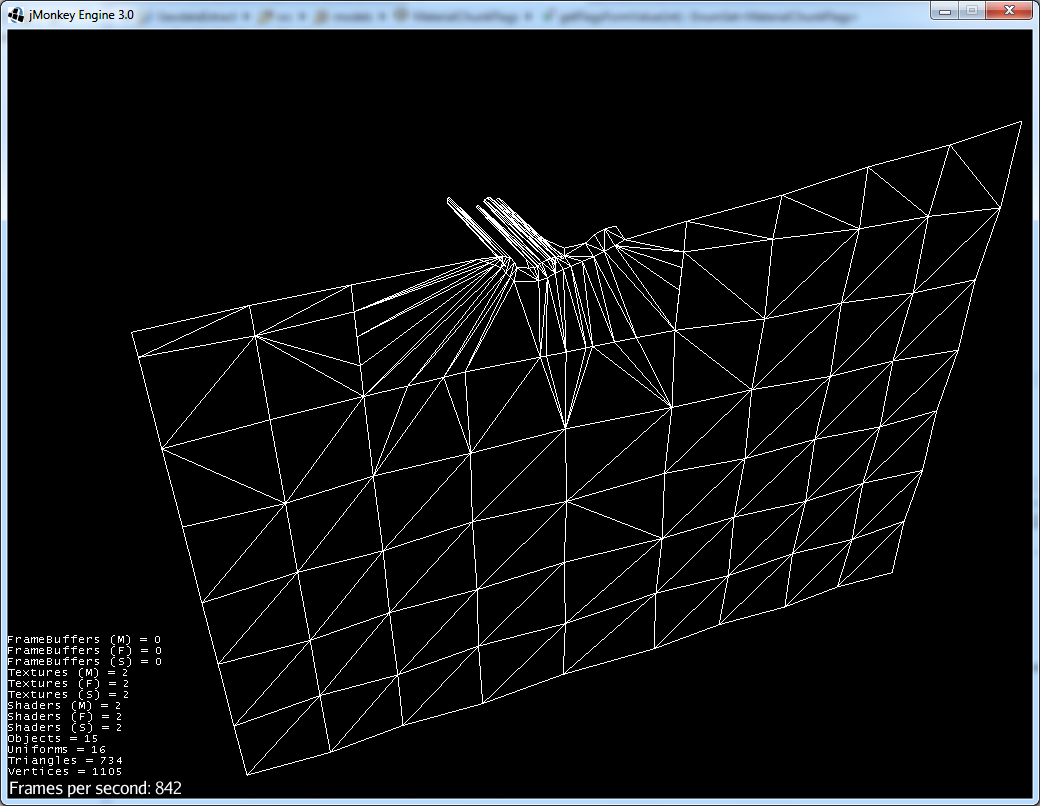 jMonkey Engine 3.0
FrameBuffers (M) = 0
FrameBuffers (F) = 0
FrameBuffers (S) = 0
Textures (M) = 2
Textures (F) = 2
Textures (S) = 2
Shaders (M) = 2
Shaders (F) = 2
Shaders (S) = 2
Objects = 15
Uniforms = 16
Triangles = 734
Vertices = 1105
Frames per second: 842